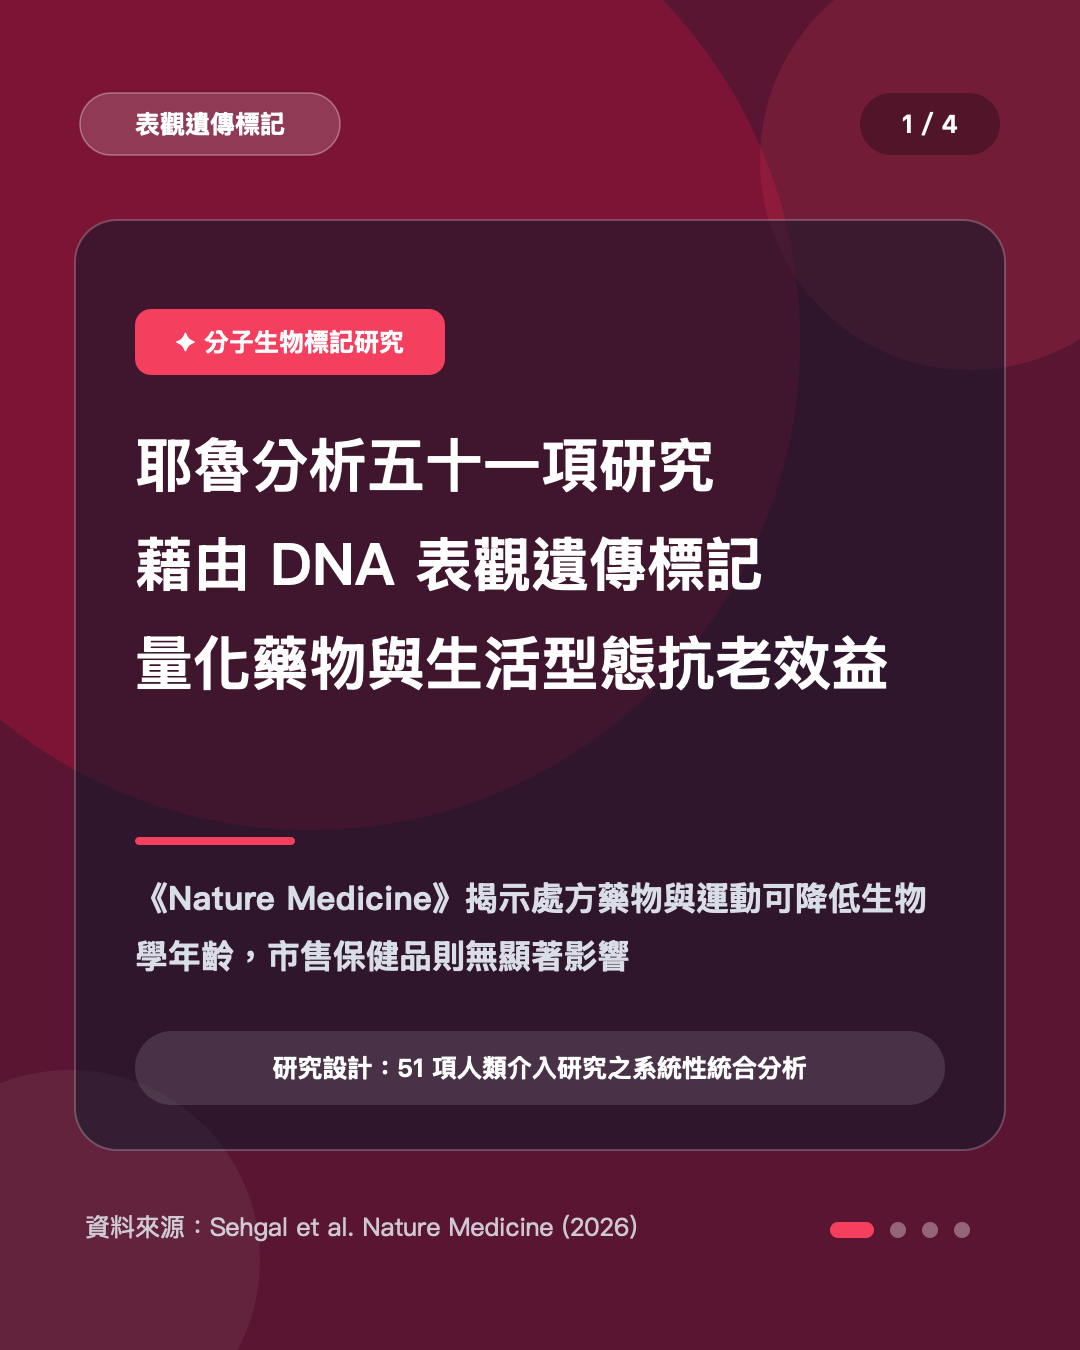 表觀遺傳標記
1 / 4
✦ 分子生物標記研究
耶魯分析五十一項研究
藉由 DNA 表觀遺傳標記
量化藥物與生活型態抗老效益
《Nature Medicine》揭示處方藥物與運動可降低生物
學年齡，市售保健品則無顯著影響
研究設計：51 項人類介入研究之系統性統合分析
資料來源：Sehgal et al. Nature Medicine (2026)